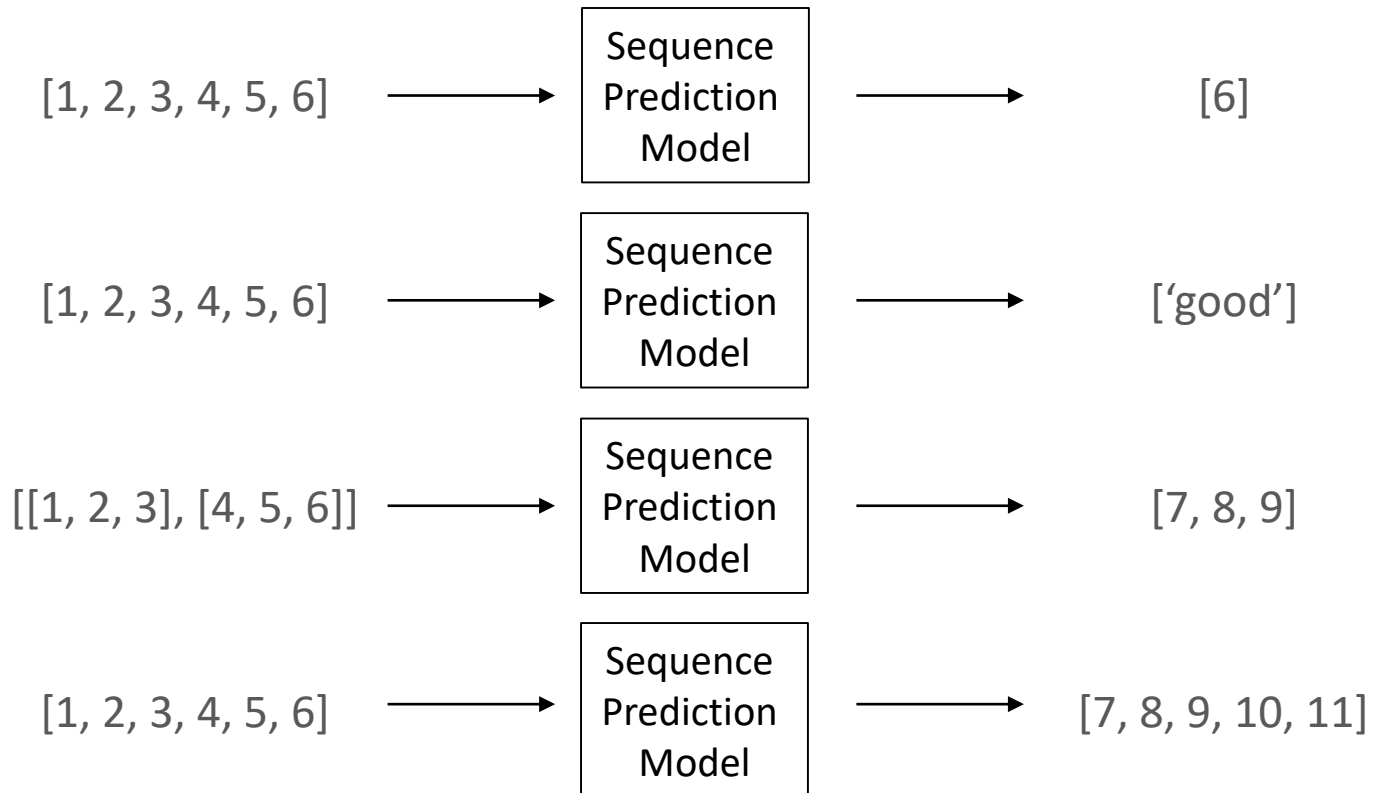 [1, 2, 3, 4, 5, 6]
Sequence
Prediction
Model
[6]
[1, 2, 3, 4, 5, 6]
Sequence
Prediction
Model
[‘good’]
[[1, 2, 3], [4, 5, 6]]
Sequence
Prediction
Model
[7, 8, 9]
[1, 2, 3, 4, 5, 6]
Sequence
Prediction
Model
[7, 8, 9, 10, 11]